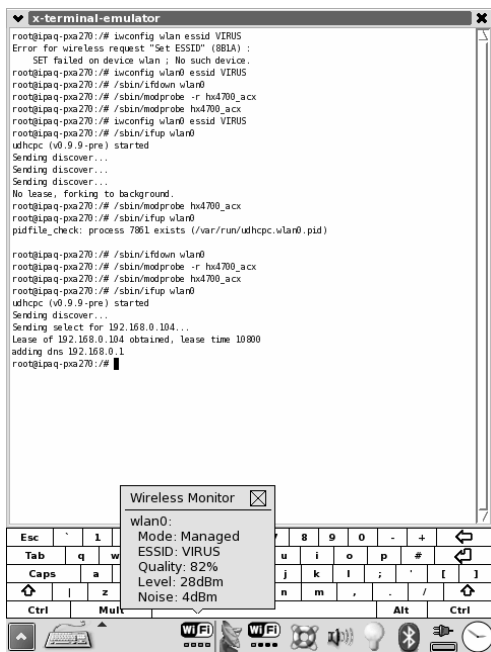 x-terminal-emulator
root@ipaq-pxa270:/# iwconfig wlan essid VIRUS
Error for wireless request "Set ESSID" (8B1A) :
SET failed on device wlan ; No such device.
root@ipaq-pxa270:/# iwconfig wlan0 essid VIRUS
root@ipaq-pxa270:/# /sbin/ifdown wlan0
root@ipaq-pxa270:/# /sbin/modprobe -r hx4700_acx
root@ipaq-pxa270:/# /sbin/modprobe hx4700_acx
root@ipaq-pxa270:/# iwconfig wlan0 essid VIRUS
root@ipaq-pxa270:/# /sbin/ifup wlan0
udhcpc (v0.9.9-pre) started
Sending discover...
Sending discover...
Sending discover...
No lease, forking to background.
root@ipaq-pxa270:/# /sbin/modprobe hx4700_acx
root@ipaq-pxa270:/# /sbin/ifup wlan0
pidfile_check: process 7861 exists (/var/run/udhcpc.wlan0.pid)
root@ipaq-pxa270:/# /sbin/ifdown wlan0
root@ipaq-pxa270:/# /sbin/modprobe -r hx4700_acx
root@ipaq-pxa270:/# /sbin/modprobe hx4700_acx
root@ipaq-pxa270:/# /sbin/ifup wlan0
udhcpc (v0.9.9-pre) started
Sending discover...
Sending select for 192.168.0.104...
Lease of 192.168.0.104 obtained, lease time 10800
adding dns 192.168.0.1
root@ipaq-pxa270:/#
Wireless Monitor
wlan0:
Mode: Managed
ESSID: VIRUS
Quality: 82%
Level: 28dBm
Noise: 4dBm
Esc ` 1 8 9 0 - +
Tab q w u i o p #
Caps a j k l ; ' [ ]
| z n m , . /
Ctrl Alt Ctrl
WiFi WiFi